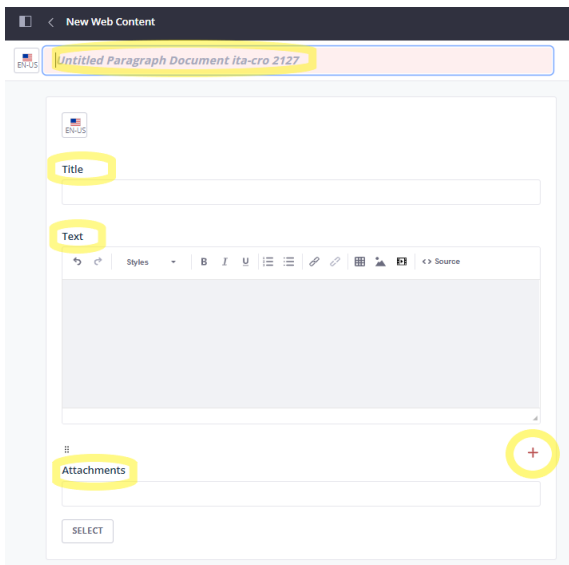 New Web Content
EN-US
Untitled Paragraph Document ita-cro 2127
EN-US
Title
Text
Styles B I U <> Source
Attachments
SELECT